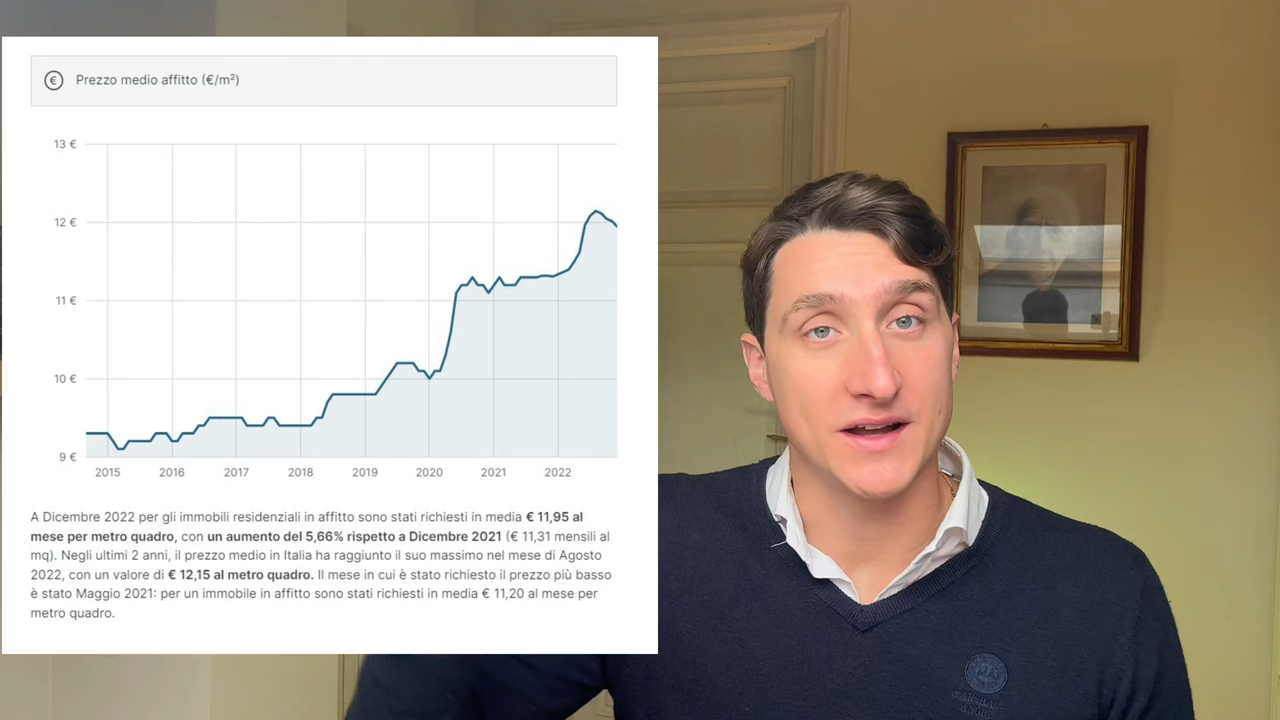 Prezzo medio affitto (€/m²)
13 €
12 €
11 €
10 €
9 €
2015 2016 2017 2018 2019 2020 2021 2022
A Dicembre 2022 per gli immobili residenziali in affitto sono stati richiesti in media € 11,95 al
mese per metro quadro, con un aumento del 5,66% rispetto a Dicembre 2021 (€ 11,31 mensili al
mq). Negli ultimi 2 anni, il prezzo medio in Italia ha raggiunto il suo massimo nel mese di Agosto
2022, con un valore di € 12,15 al metro quadro. Il mese in cui è stato richiesto il prezzo più basso
è stato Maggio 2021: per un immobile in affitto sono stati richiesti in media € 11,20 al mese per
metro quadro.